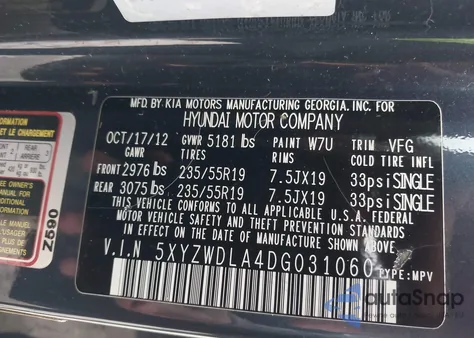 MFD. BY KIA MOTORS MANUFACTURING GEORGIA. INC. FOR
HYUNDAI MOTOR COMPANY
OCT/17/12 GVWR 5181 lbs PAINT W7U TRIM VFG
GAWR TIRES RIMS COLD TIRE INFL
FRONT 2976 lbs 235/55R19 7.5JX19 33psi SINGLE
REAR 3075 lbs 235/55R19 7.5JX19 33psi SINGLE
THIS VEHICLE CONFORMS TO ALL APPLICABLE U.S.A. FEDERAL
MOTOR VEHICLE SAFETY AND THEFT PREVENTION STANDARDS
IN EFFECT ON THE DATE OF MANUFACTURE SHOWN ABOVE.
V.I.N 5XYZWDLA4DG031060 TYPE: MPV
REAR
ARRIERE
Z590
autoSnap